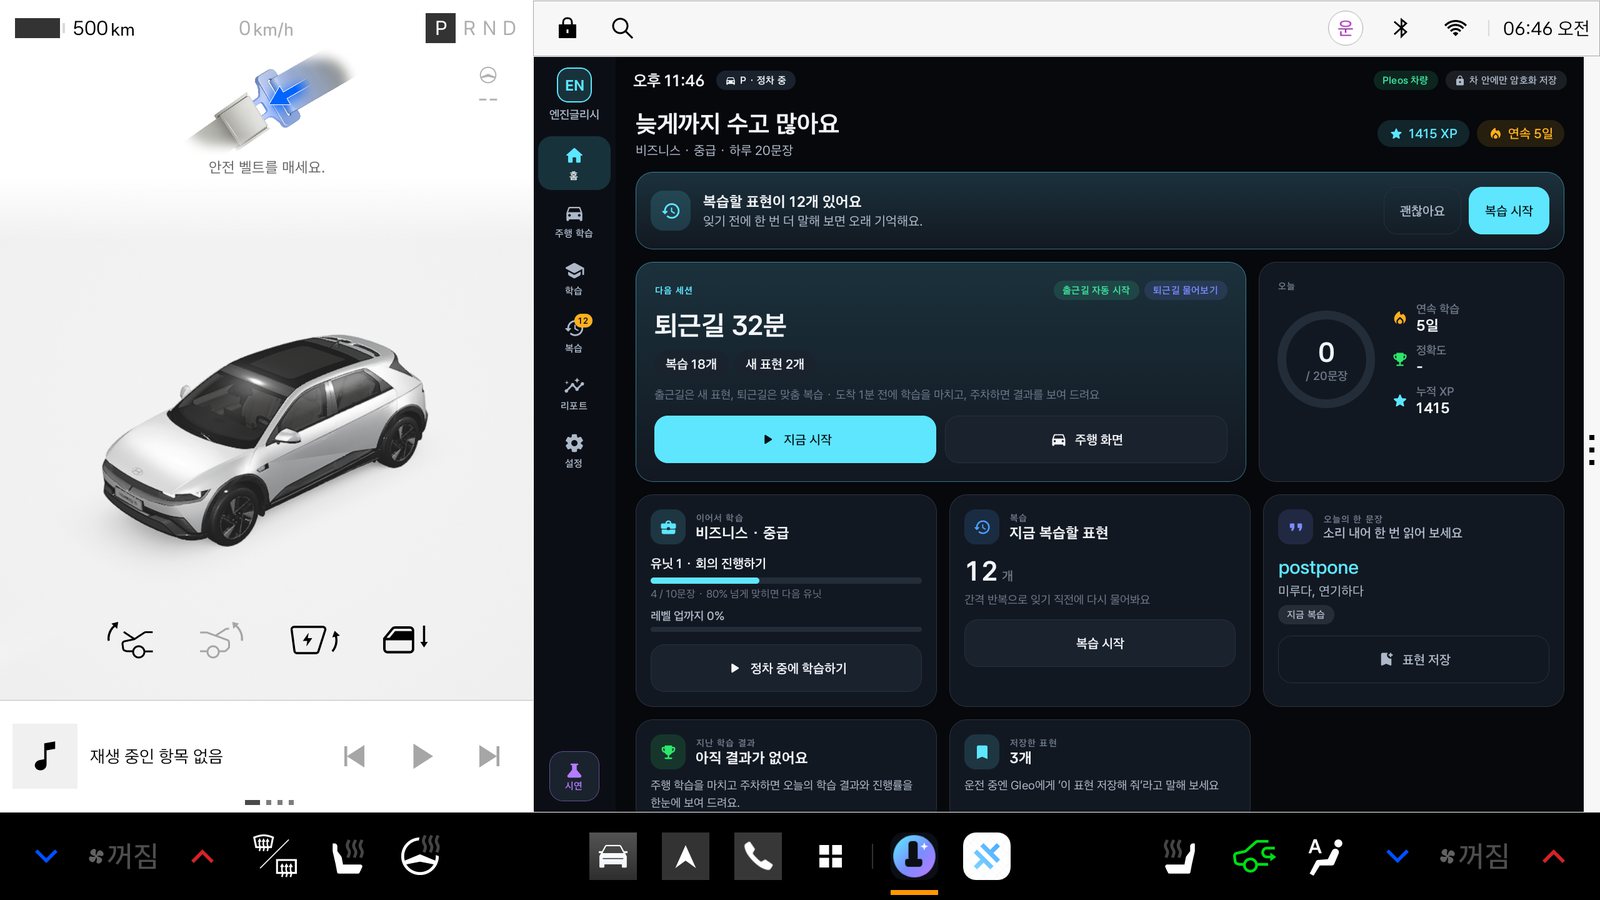 500 km
0 km/h
P R N D
--
안전 벨트를 매세요.
재생 중인 항목 없음
운
06:46 오전
EN
엔진글리시
홈
주행 학습
학습
12
복습
리포트
설정
시연
오후 11:46
P · 정차 중
Pleos 차량
차 안에만 암호화 저장
늦게까지 수고 많아요
비즈니스 · 중급 · 하루 20문장
1415 XP
연속 5일
복습할 표현이 12개 있어요
잊기 전에 한 번 더 말해 보면 오래 기억해요.
괜찮아요
복습 시작
다음 세션
출근길 자동 시작
퇴근길 물어보기
퇴근길 32분
복습 18개
새 표현 2개
출근길은 새 표현, 퇴근길은 맞춤 복습 · 도착 1분 전에 학습을 마치고, 주차하면 결과를 보여 드려요
지금 시작
주행 화면
오늘
0
/ 20문장
연속 학습
5일
정확도
-
누적 XP
1415
이어서 학습
비즈니스 · 중급
유닛 1 · 회의 진행하기
4 / 10문장 · 80% 넘게 맞히면 다음 유닛
레벨 업까지 0%
정차 중에 학습하기
복습
지금 복습할 표현
12 개
간격 반복으로 잊기 직전에 다시 물어봐요
복습 시작
오늘의 한 문장
소리 내어 한 번 읽어 보세요
postpone
미루다, 연기하다
지금 복습
표현 저장
지난 학습 결과
아직 결과가 없어요
주행 학습을 마치고 주차하면 오늘의 학습 결과와 진행률을
한눈에 보여 드려요.
저장한 표현
3개
운전 중엔 Gleo에게 '이 표현 저장해 줘'라고 말해 보세요
꺼짐
A
꺼짐